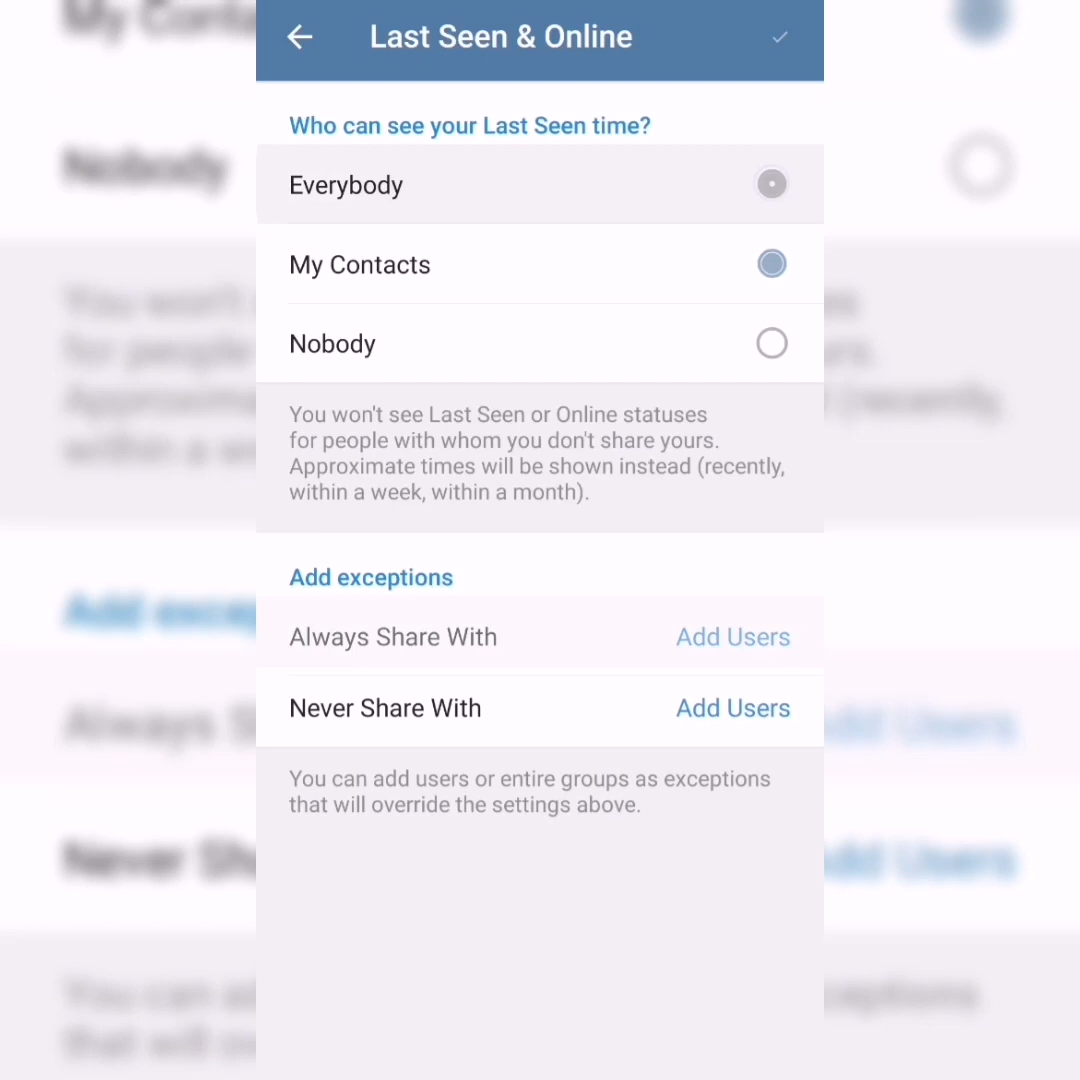 Last Seen & Online
Who can see your Last Seen time?
Everybody
My Contacts
Nobody
You won't see Last Seen or Online statuses
for people with whom you don't share yours.
Approximate times will be shown instead (recently,
within a week, within a month).
Add exceptions
Always Share With Add Users
Never Share With Add Users
You can add users or entire groups as exceptions
that will override the settings above.